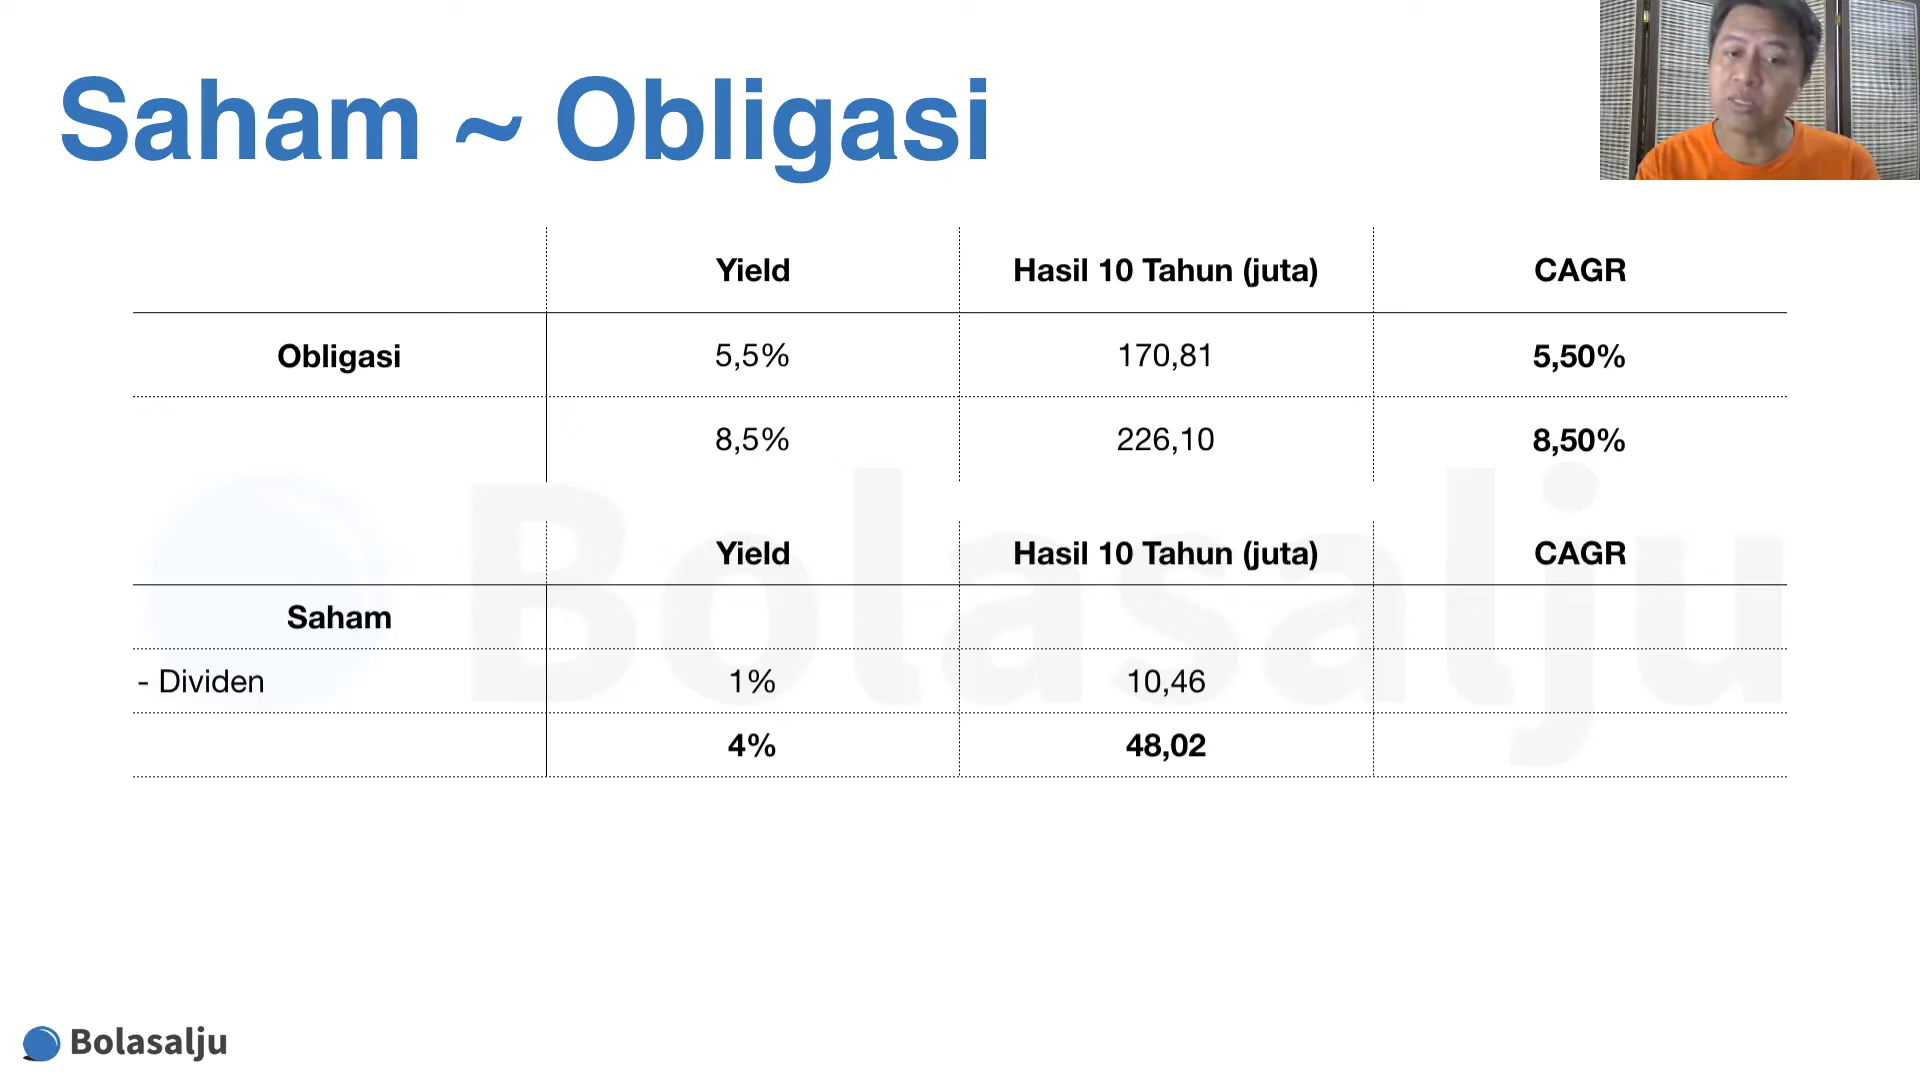 Saham ~ Obligasi
Yield Hasil 10 Tahun (juta) CAGR
Obligasi 5,5% 170,81 5,50%
8,5% 226,10 8,50%
Yield Hasil 10 Tahun (juta) CAGR
Saham
- Dividen 1% 10,46
4% 48,02
Bolasalju
Bolasalju